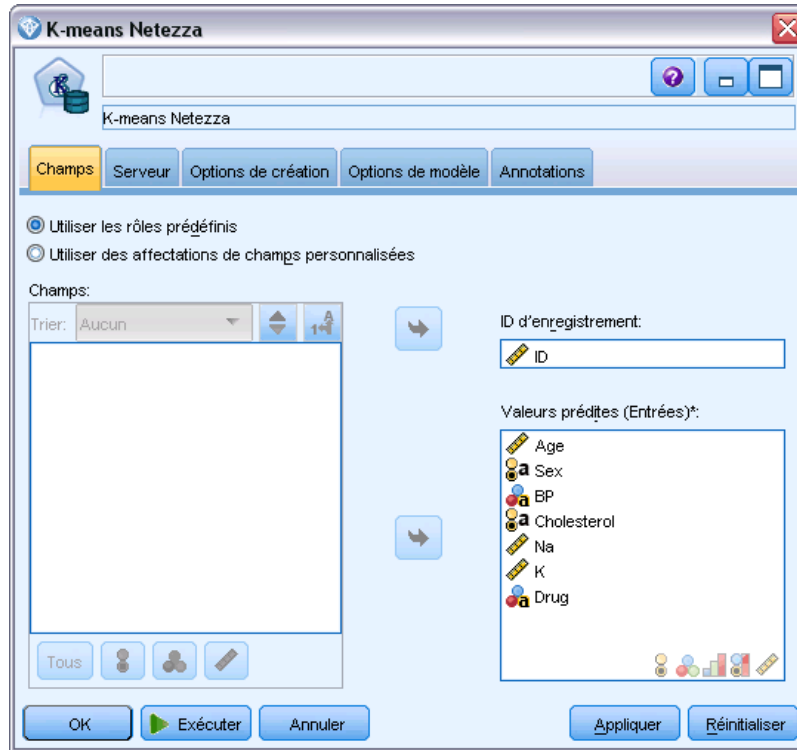 K-means Netezza
K-means Netezza
Champs
Serveur
Options de création
Options de modèle
Annotations
Utiliser les rôles prédéfinis
Utiliser des affectations de champs personnalisées
Champs:
Trier: Aucun
ID d'enregistrement:
ID
Valeurs prédites (Entrées)*:
Age
Sex
BP
Cholesterol
Na
K
Drug
Tous
OK
Exécuter
Annuler
Appliquer
Réinitialiser